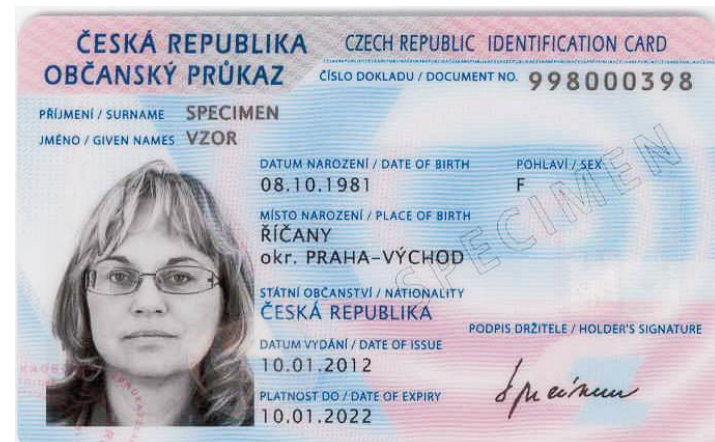 ČESKÁ REPUBLIKA CZECH REPUBLIC IDENTIFICATION CARD
OBČANSKÝ PRŮKAZ ČÍSLO DOKLADU / DOCUMENT NO. 998000398
PŘÍJMENÍ / SURNAME SPECIMEN
JMÉNO / GIVEN NAMES VZOR
DATUM NAROZENÍ / DATE OF BIRTH POHLAVÍ / SEX
08.10.1981 F
MÍSTO NAROZENÍ / PLACE OF BIRTH
ŘÍČANY
okr. PRAHA-VÝCHOD
SPECIMEN
STÁTNÍ OBČANSTVÍ / NATIONALITY
ČESKÁ REPUBLIKA
PODPIS DRŽITELE / HOLDER'S SIGNATURE
DATUM VYDÁNÍ / DATE OF ISSUE
10.01.2012
Specimen
PLATNOST DO / DATE OF EXPIRY
10.01.2022